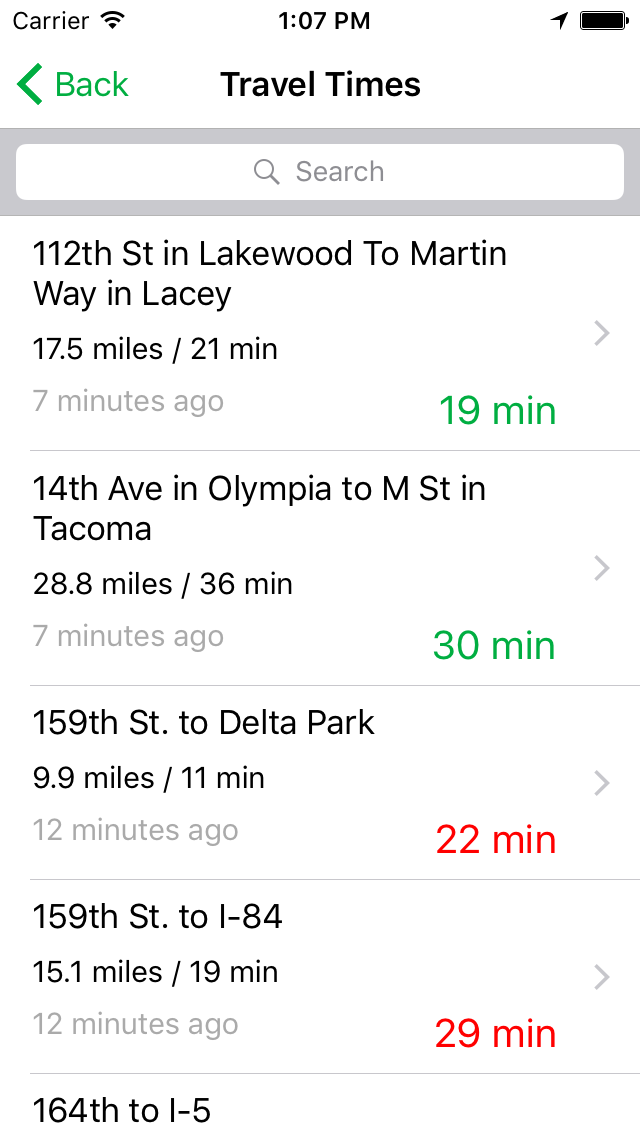 Carrier 1:07 PM
Back Travel Times
Search
112th St in Lakewood To Martin
Way in Lacey
17.5 miles / 21 min
7 minutes ago 19 min
14th Ave in Olympia to M St in
Tacoma
28.8 miles / 36 min
7 minutes ago 30 min
159th St. to Delta Park
9.9 miles / 11 min
12 minutes ago 22 min
159th St. to I-84
15.1 miles / 19 min
12 minutes ago 29 min
164th to I-5